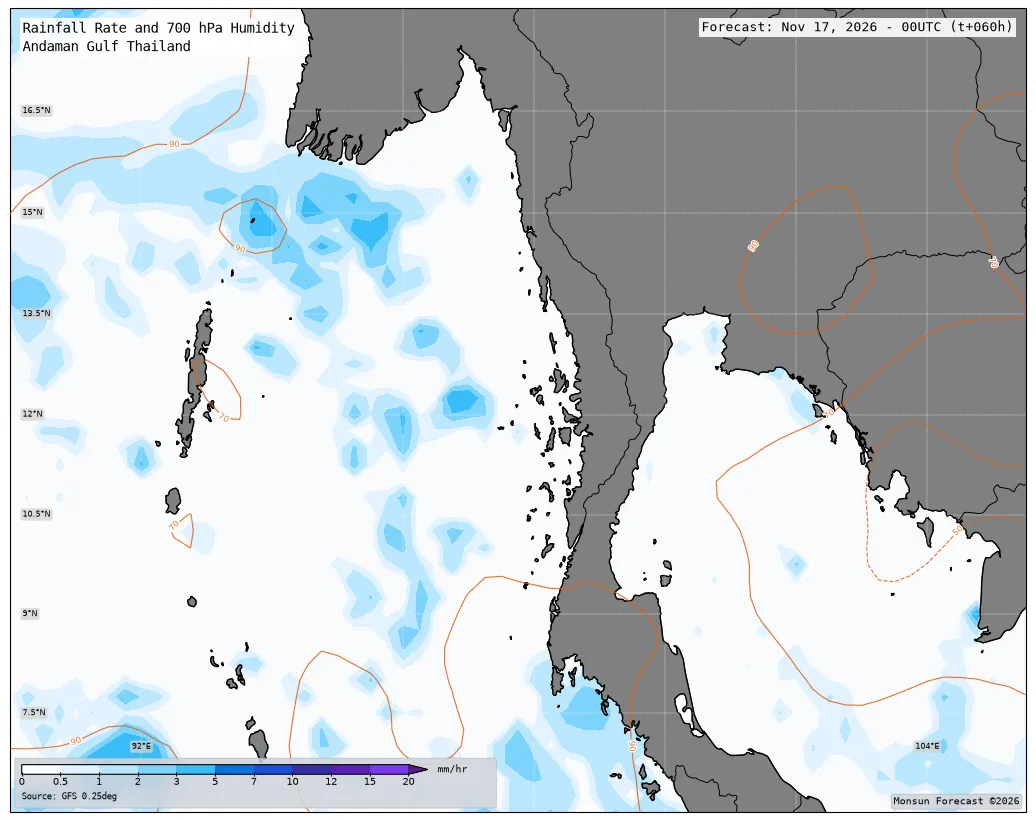 Rainfall Rate and 700 hPa Humidity
Andaman Gulf Thailand
Forecast: Nov 17, 2026 - 00UTC (t+060h)
16.5°N
90
15°N
90
90
70
13.5°N
70
12°N
70
10.5°N
70
50
9°N
7.5°N
90
92°E
90
104°E
mm/hr
0 0.5 1 2 3 5 7 10 12 15 20
Source: GFS 0.25deg
Monsun Forecast ©2026